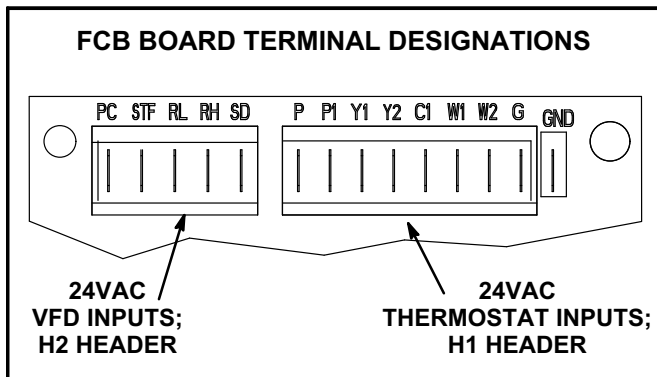 FCB BOARD TERMINAL DESIGNATIONS
PC STF RL RH SD P P1 Y1 Y2 C1 W1 W2 G GND
24VAC
VFD INPUTS;
H2 HEADER
24VAC
THERMOSTAT INPUTS;
H1 HEADER